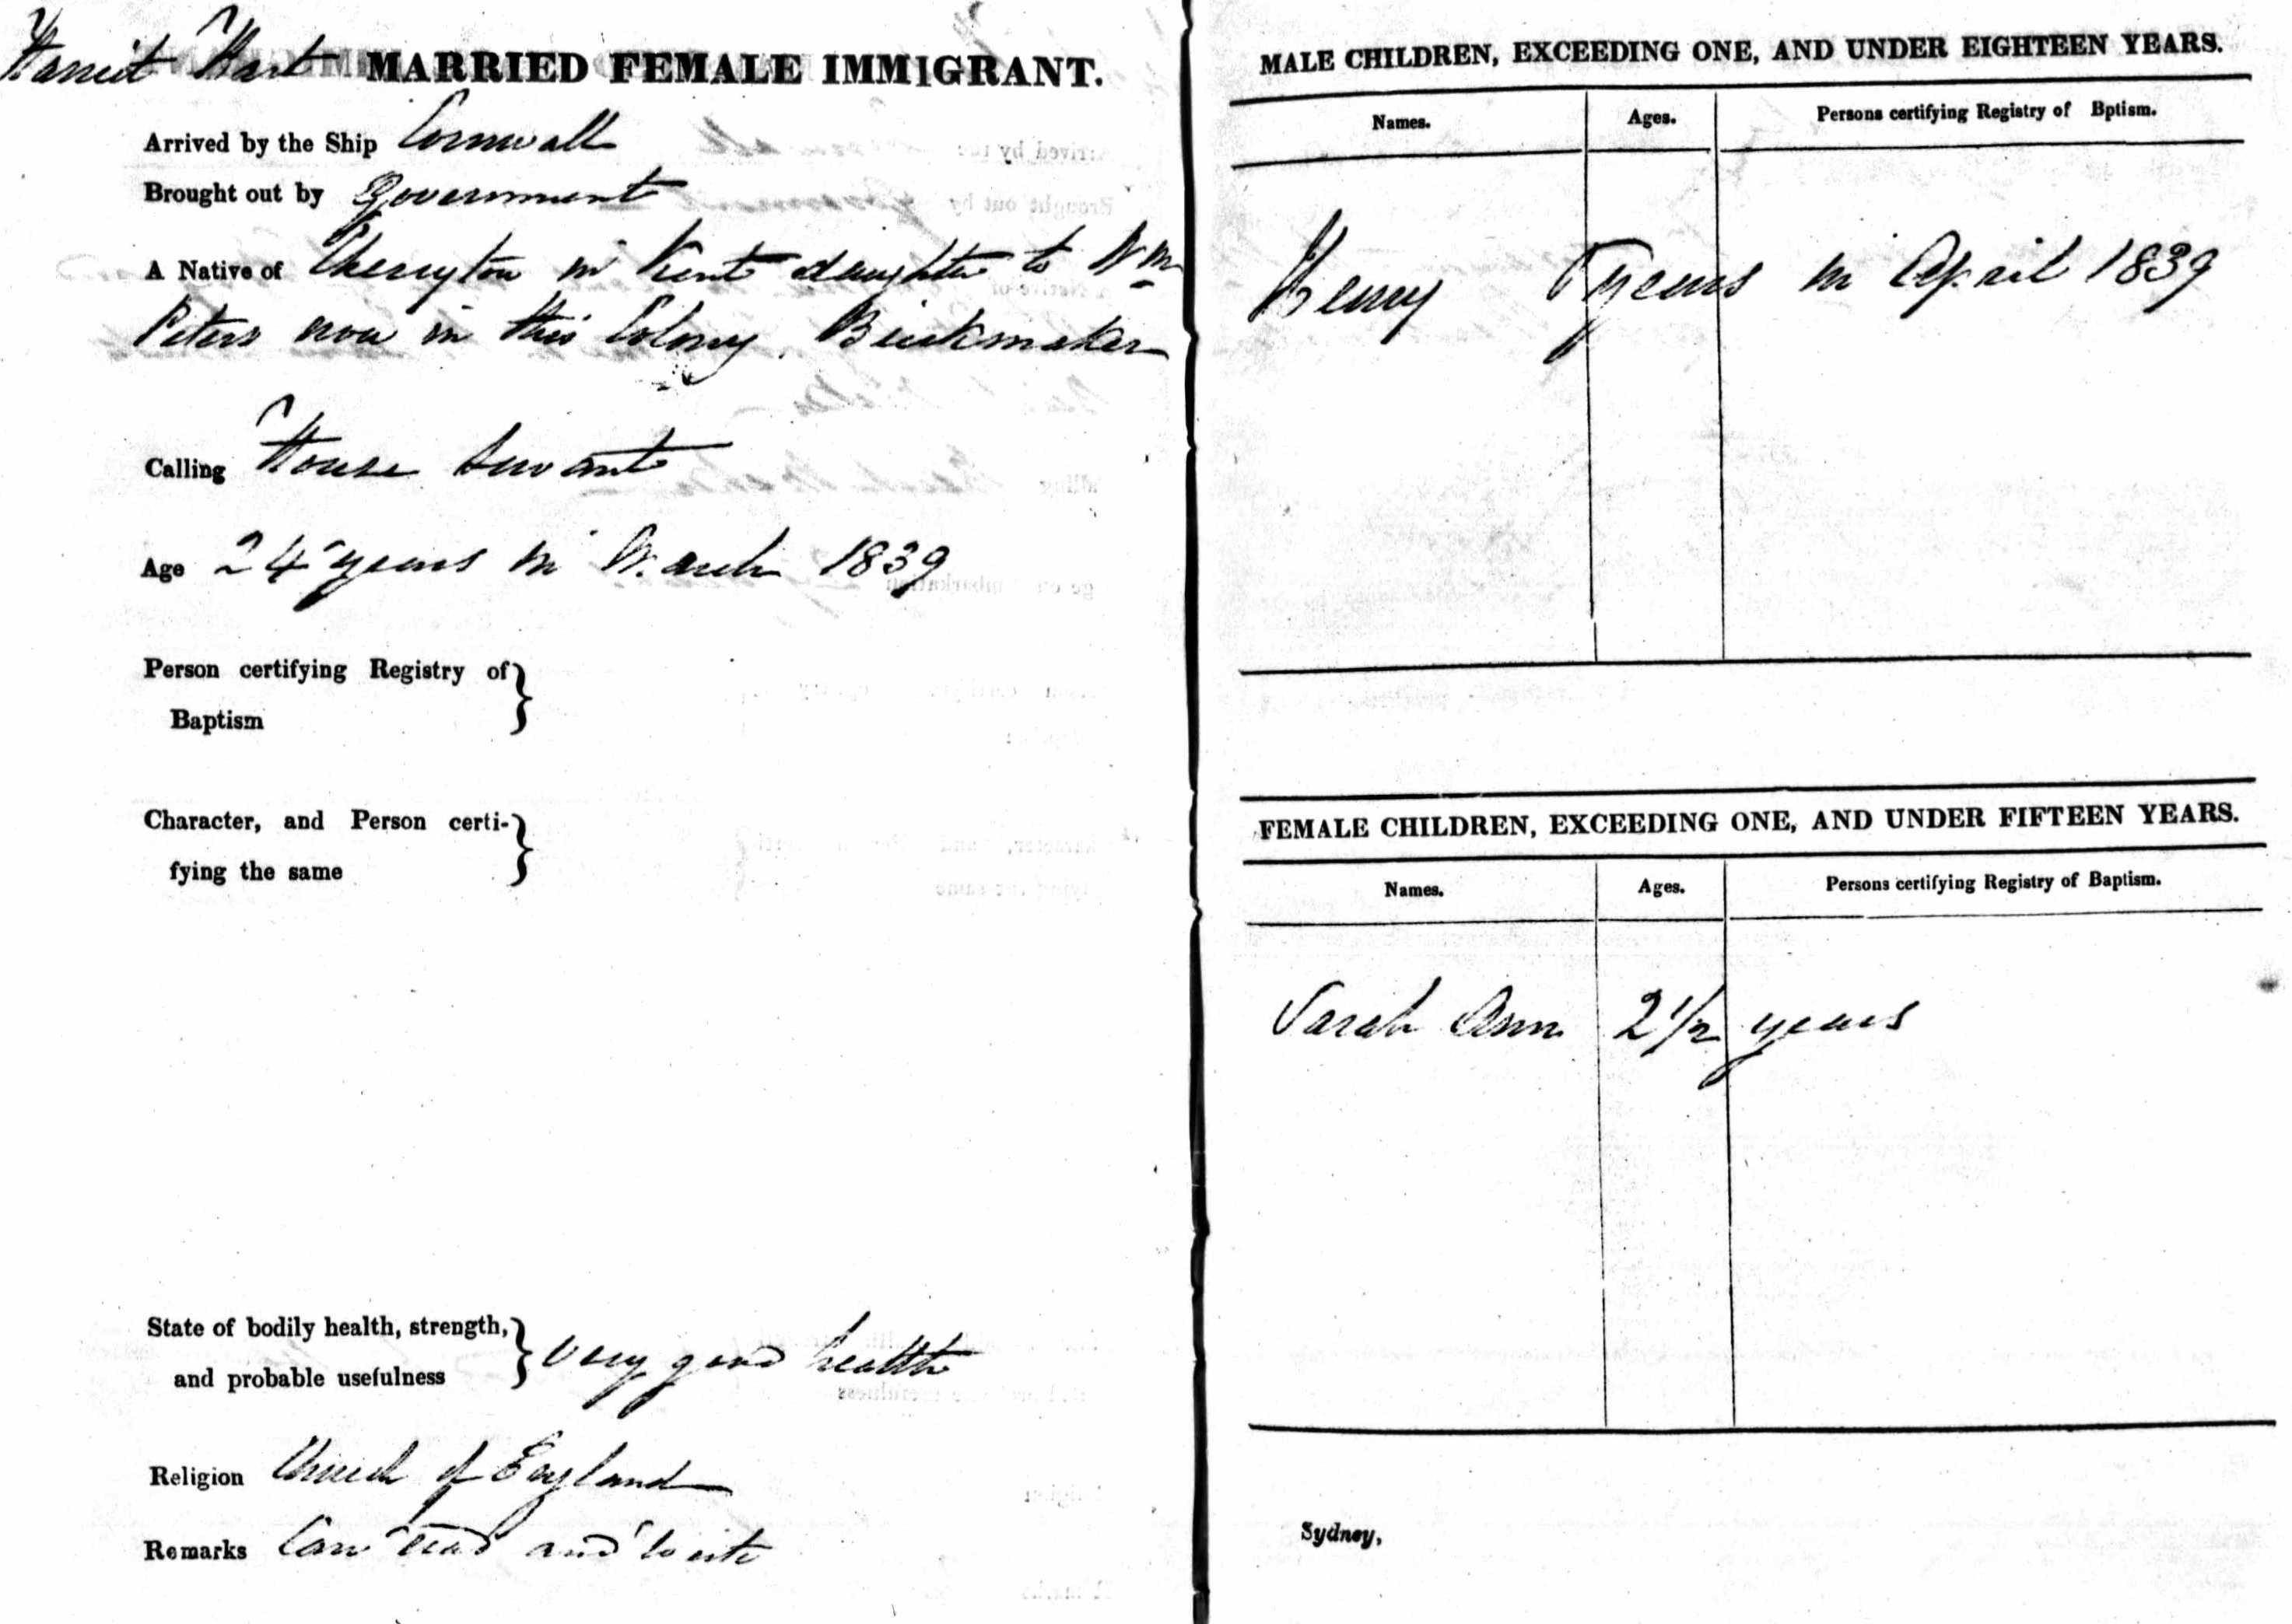 Harriet Hart MARRIED FEMALE IMMIGRANT.
Arrived by the Ship Cornwall
Brought out by Government
A Native of in Kent daughter to Wm
Peters now in this Colony. Brickmaker
Calling House Servant
Age 24 years in March 1839
Person certifying Registry of
Baptism
Character, and Person certi-
fying the same
State of bodily health, strength,
and probable usefulness
Very good health
Religion Church of England
Remarks Can read and write
MALE CHILDREN, EXCEEDING ONE, AND UNDER EIGHTEEN YEARS.
Names. Ages. Persons certifying Registry of Bptism.
Henry years in April 1839
FEMALE CHILDREN, EXCEEDING ONE, AND UNDER FIFTEEN YEARS.
Names. Ages. Persons certifying Registry of Baptism.
Sarah Ann 2 1/2 years
Sydney,